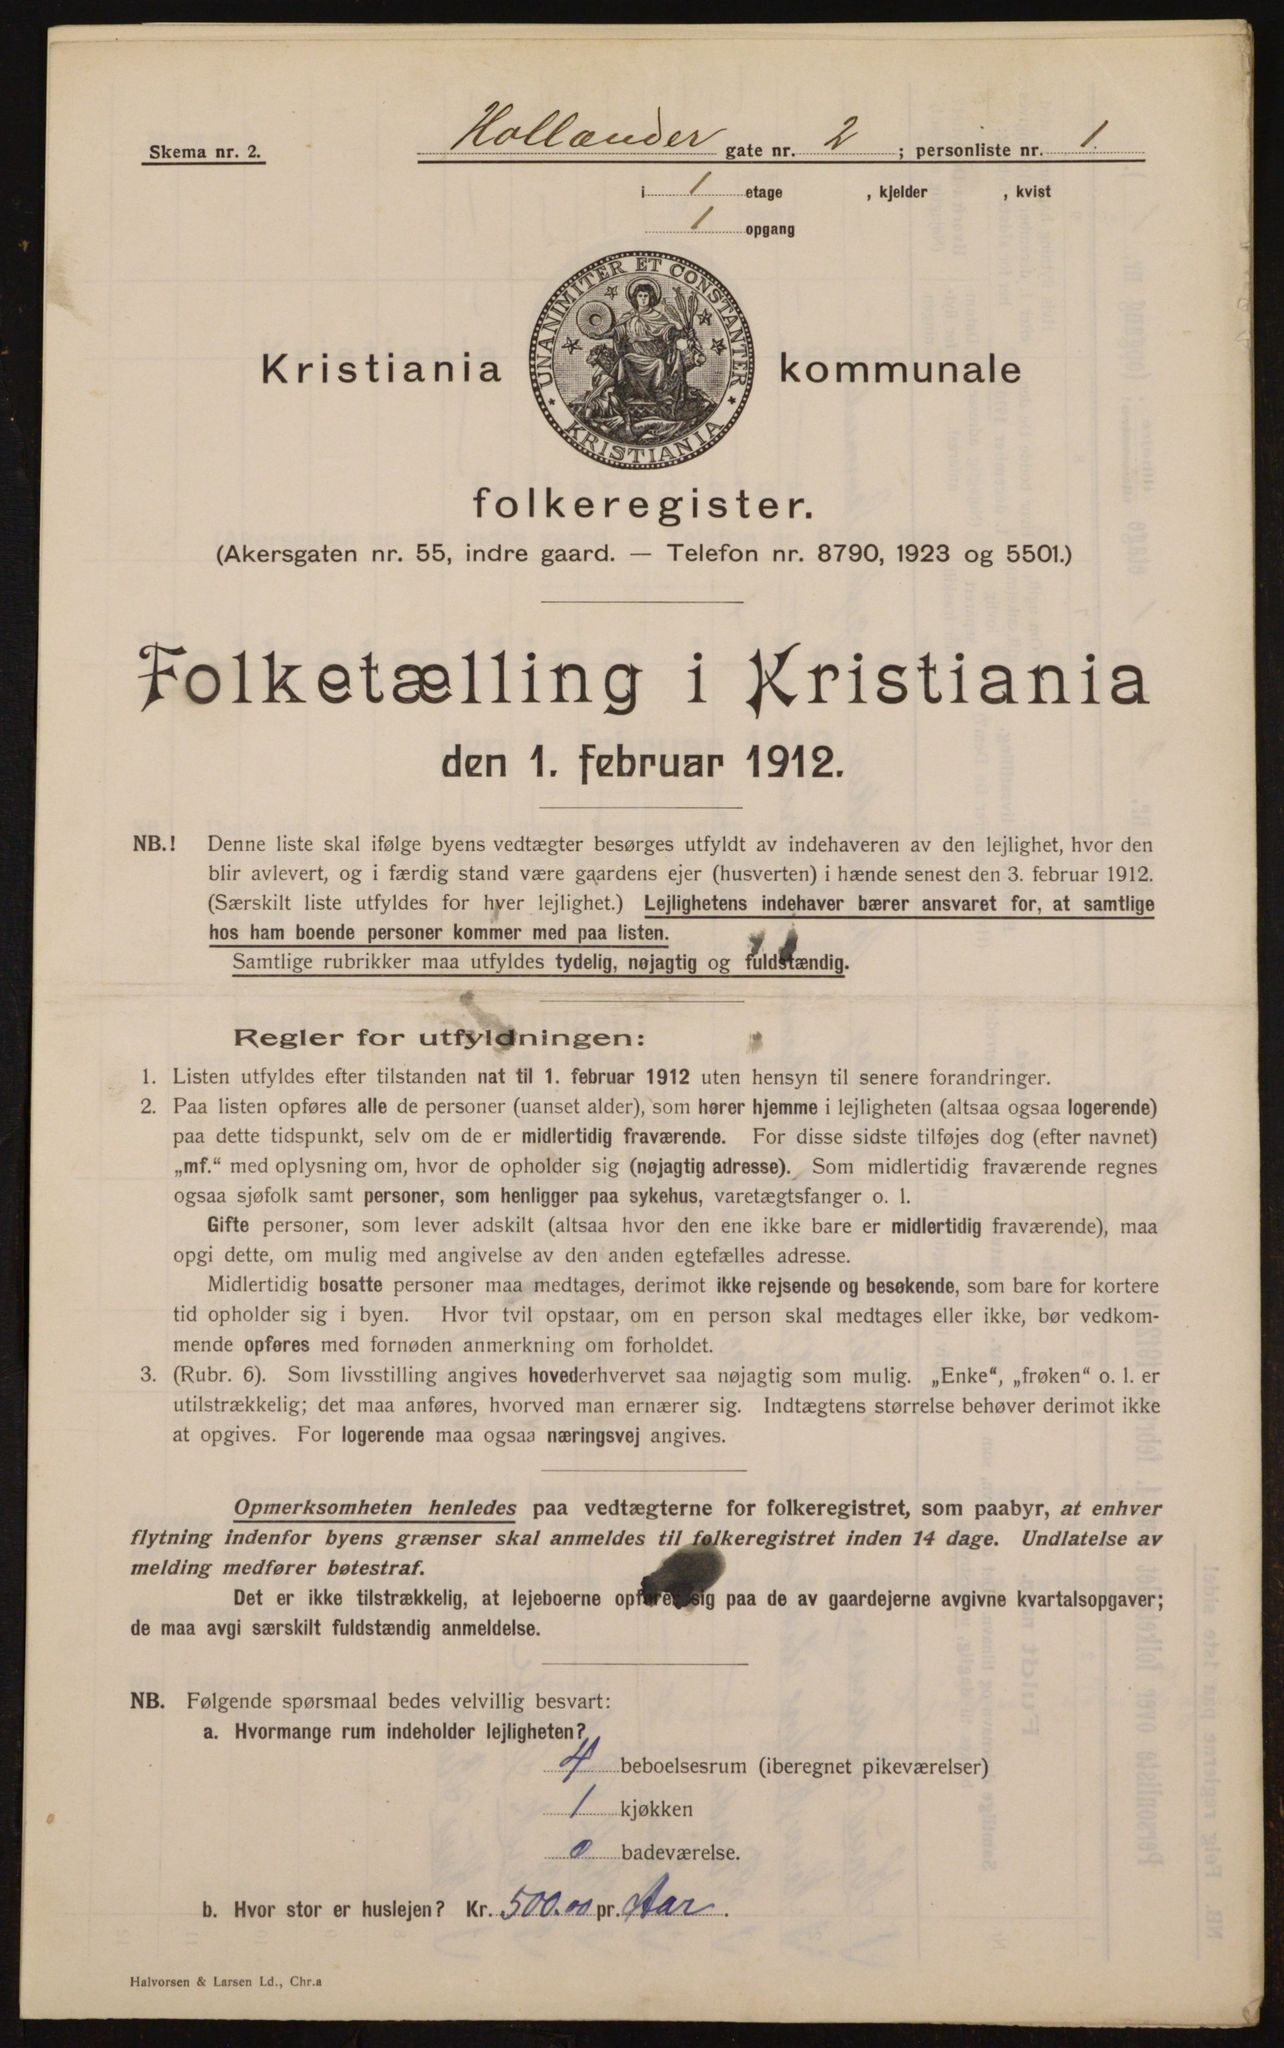 Skema nr. 2.
Hollænder gate nr. 2 ; personliste nr. 1.
i 1 etage , kjelder , kvist
1 opgang
UNANIMITER ET CONSTANTER
KRISTIANIA
Kristiania kommunale
folkeregister.
(Akersgaten nr. 55, indre gaard. — Telefon nr. 8790, 1923 og 5501.)
Folketælling i Kristiania
den 1. februar 1912.
NB.! Denne liste skal ifølge byens vedtægter besørges utfyldt av indehaveren av den lejlighet, hvor den
blir avlevert, og i færdig stand være gaardens ejer (husverten) i hænde senest den 3. februar 1912.
(Særskilt liste utfyldes for hver lejlighet.) Lejlighetens indehaver bærer ansvaret for, at samtlige
hos ham boende personer kommer med paa listen.
Samtlige rubrikker maa utfyldes tydelig, nøjagtig og fuldstændig.
Regler for utfyldningen:
1. Listen utfyldes efter tilstanden nat til 1. februar 1912 uten hensyn til senere forandringer.
2. Paa listen opføres alle de personer (uanset alder), som hører hjemme i lejligheten (altsaa ogsaa logerende)
paa dette tidspunkt, selv om de er midlertidig fraværende. For disse sidste tilføjes dog (efter navnet)
„mf.“ med oplysning om, hvor de opholder sig (nøjagtig adresse). Som midlertidig fraværende regnes
ogsaa sjøfolk samt personer, som henligger paa sykehus, varetægtsfanger o. l.
Gifte personer, som lever adskilt (altsaa hvor den ene ikke bare er midlertidig fraværende), maa
opgi dette, om mulig med angivelse av den anden egtefælles adresse.
Midlertidig bosatte personer maa medtages, derimot ikke rejsende og besøkende, som bare for kortere
tid opholder sig i byen. Hvor tvil opstaar, om en person skal medtages eller ikke, bør vedkom-
mende opføres med fornøden anmerkning om forholdet.
3. (Rubr. 6). Som livsstilling angives hovederhvervet saa nøjagtig som mulig. „Enke“, „frøken“ o. l. er
utilstrækkelig; det maa anføres, hvorved man ernærer sig. Indtægtens størrelse behøver derimot ikke
at opgives. For logerende maa ogsaa næringsvej angives.
Opmerksomheten henledes paa vedtægterne for folkeregistret, som paabyr, at enhver
flytning indenfor byens grænser skal anmeldes til folkeregistret inden 14 dage. Undlatelse av
melding medfører bøtestraf.
Det er ikke tilstrækkelig, at lejeboerne opføres sig paa de av gaardejerne avgivne kvartalsopgaver;
de maa avgi særskilt fuldstændig anmeldelse.
NB. Følgende spørsmaal bedes velvillig besvart:
a. Hvormange rum indeholder lejligheten?
4 beboelsesrum (iberegnet pikeværelser)
1 kjøkken
0 badeværelse.
b. Hvor stor er huslejen? Kr. 500.00 pr. Aar.
Halvorsen & Larsen Ld., Chr.a